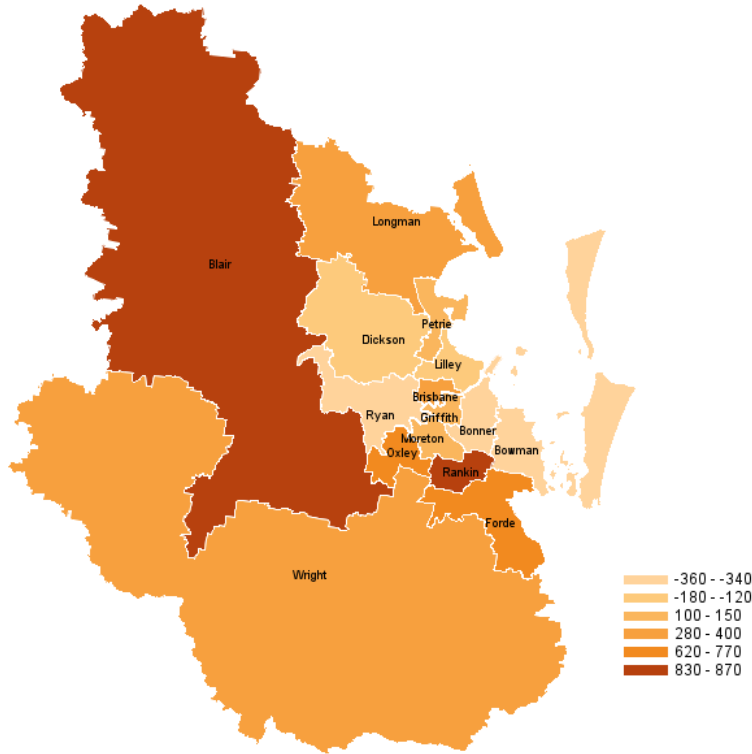 Longman
Blair
Petrie
Dickson
Lilley
Brisbane
Ryan
Griffith
Bonner
Moreton
Oxley
Bowman
Rankin
Forde
Wright
-360 - -340
-180 - -120
100 - 150
280 - 400
620 - 770
830 - 870